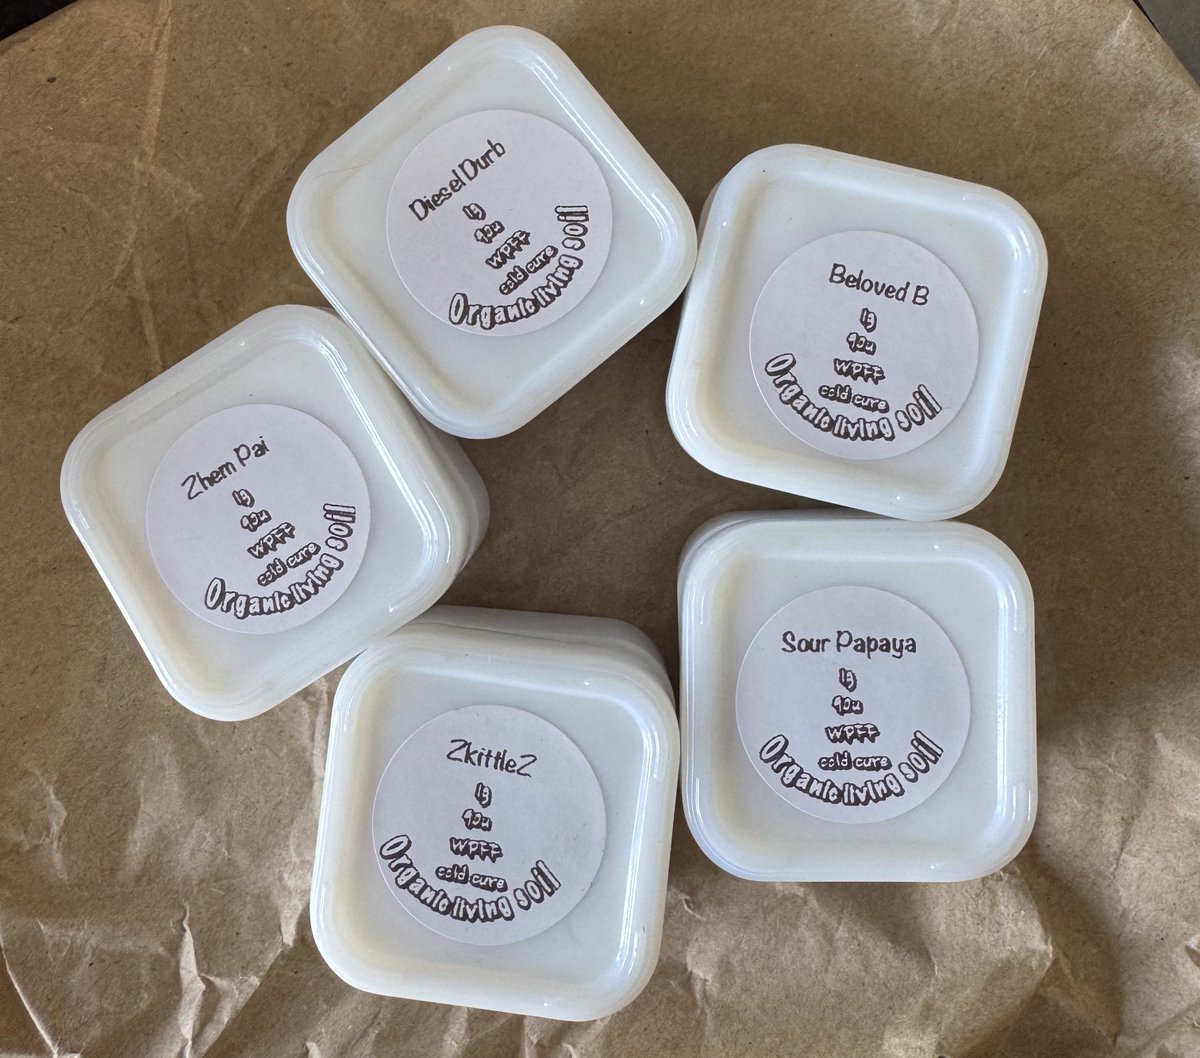 Diesel Durb
1g
90u
WPFF
cold cure
Organic living soil
Beloved B
1g
90u
WPFF
cold cure
Organic living soil
Zhem Pai
1g
90u
WPFF
cold cure
Organic living soil
Sour Papaya
1g
90u
WPFF
cold cure
Organic living soil
ZkittleZ
1g
90u
WPFF
cold cure
Organic living soil